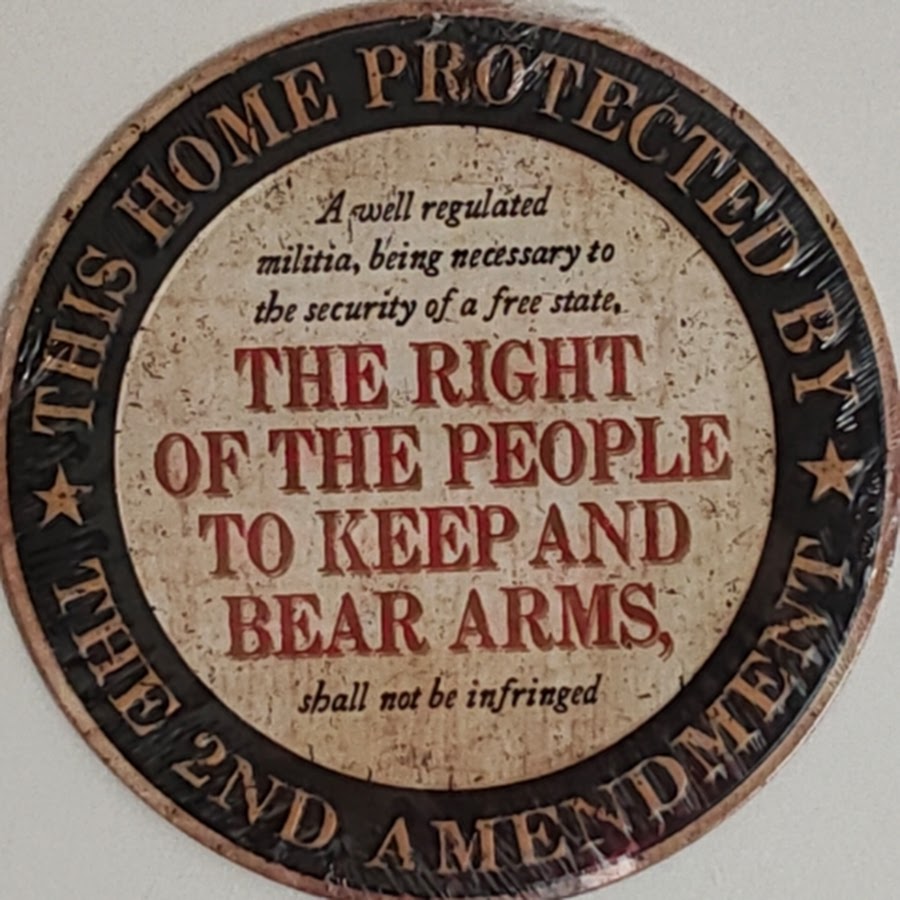 THIS HOME PROTECTED BY
A well regulated
militia, being necessary to
the security of a free state,
THE RIGHT
OF THE PEOPLE
TO KEEP AND
BEAR ARMS,
shall not be infringed
THE 2ND AMENDMENT